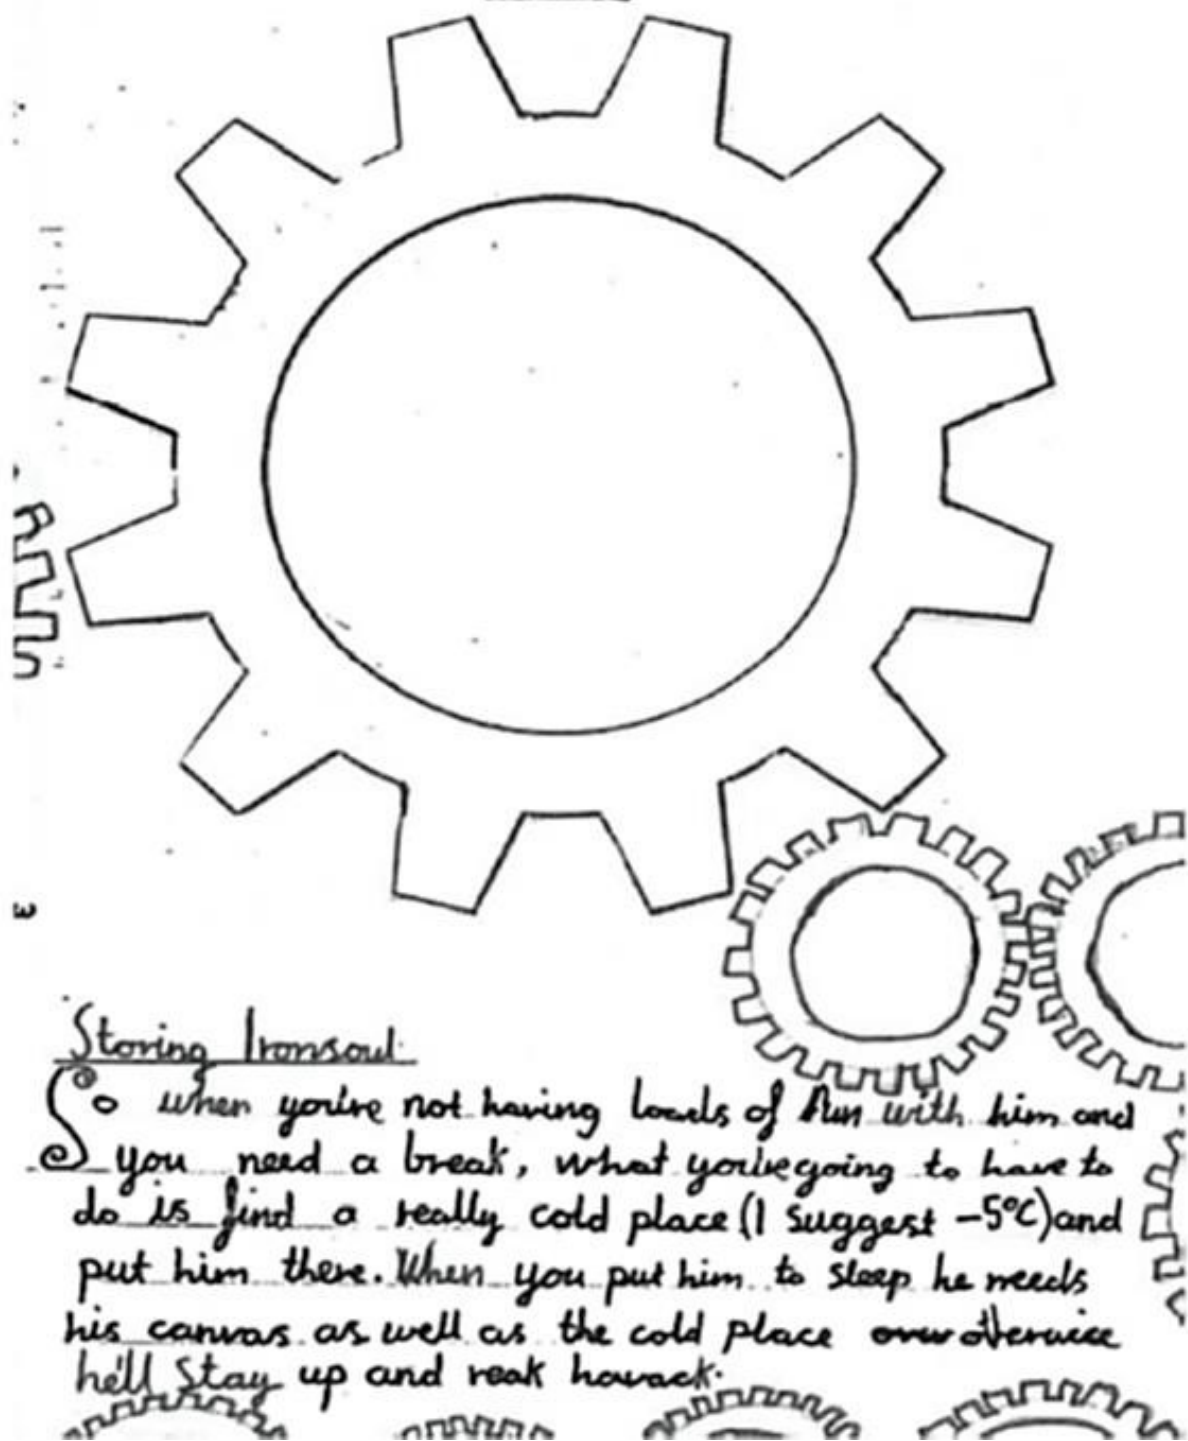 Storing Ironsoul
So when you're not having loads of fun with him and
you need a break, what you're going to have to
do is find a really cold place (I suggest -5°C) and
put him there. When you put him to sleep he needs
his canvas as well as the cold place otherwise
he'll stay up and reak havack.